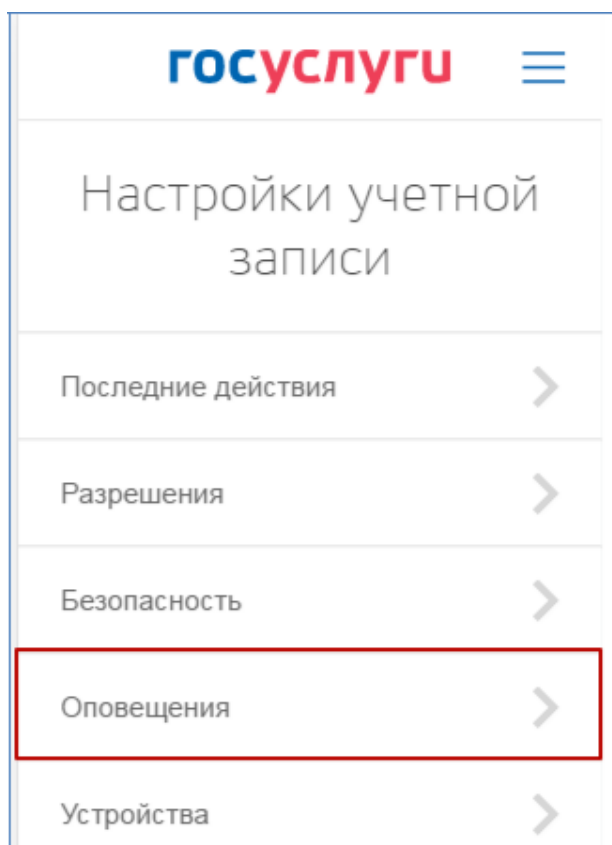 госуслуги
Настройки учетной
записи
Последние действия
Разрешения
Безопасность
Оповещения
Устройства